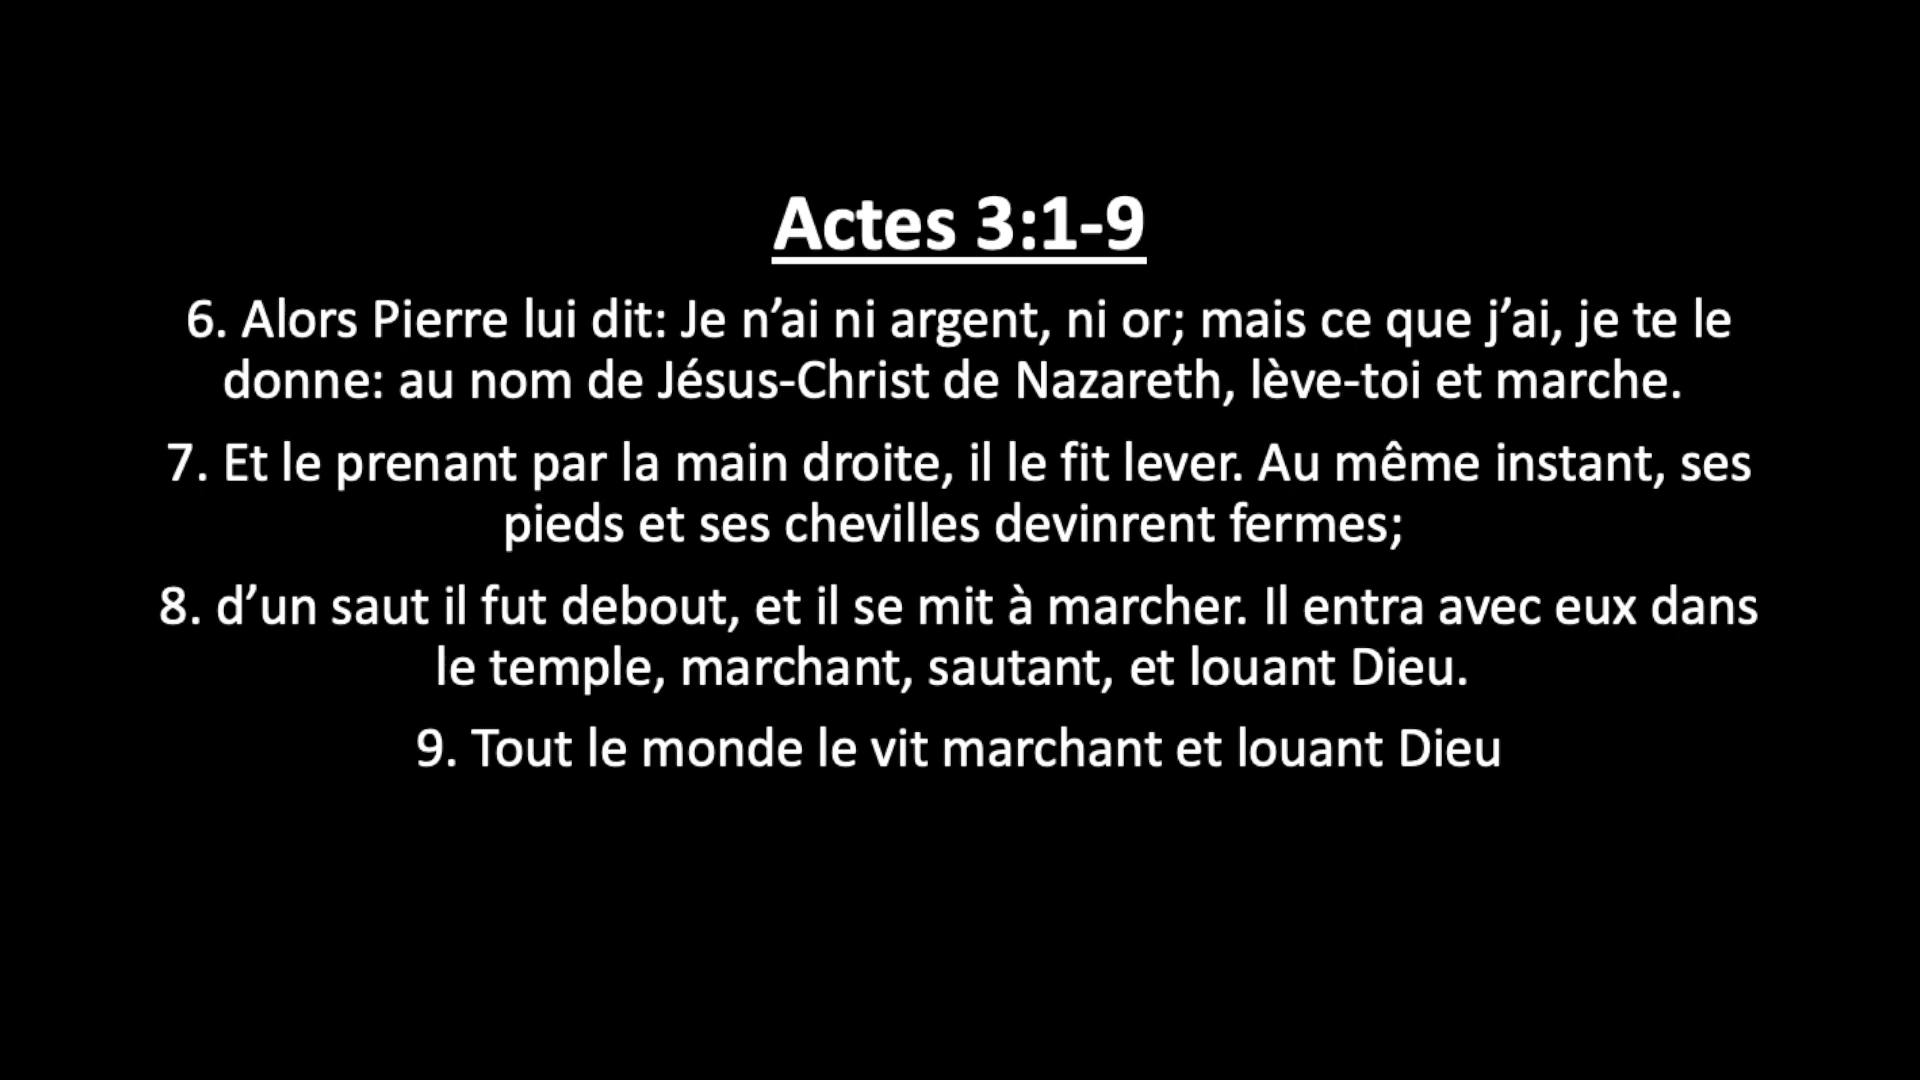 Actes 3:1-9
6. Alors Pierre lui dit: Je n’ai ni argent, ni or; mais ce que j’ai, je te le
donne: au nom de Jésus-Christ de Nazareth, lève-toi et marche.
7. Et le prenant par la main droite, il le fit lever. Au même instant, ses
pieds et ses chevilles devinrent fermes;
8. d’un saut il fut debout, et il se mit à marcher. Il entra avec eux dans
le temple, marchant, sautant, et louant Dieu.
9. Tout le monde le vit marchant et louant Dieu